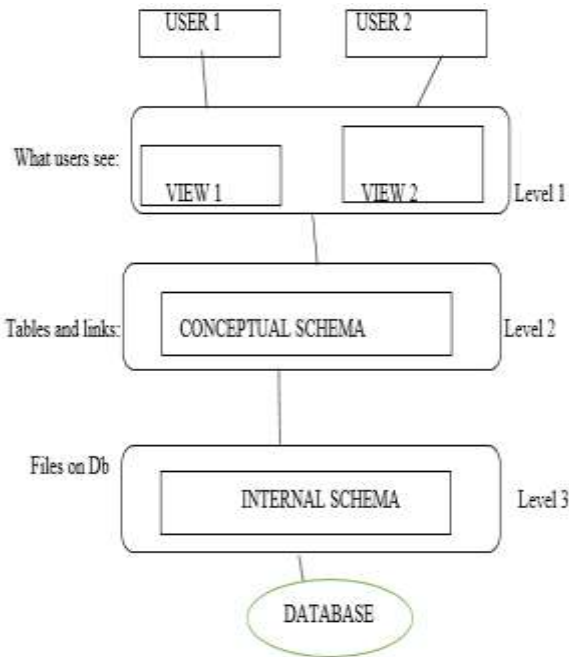 USER 1
USER 2
What users see:
VIEW 1
VIEW 2
Level 1
Tables and links:
CONCEPTUAL SCHEMA
Level 2
Files on Db
INTERNAL SCHEMA
Level 3
DATABASE